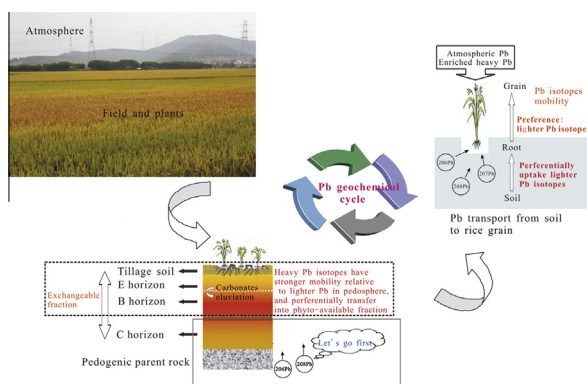 Atmosphere
Field and plants
Atmospheric Pb
Enriched heavy Pb
Grain
Pb isotopes
mobility
Preference:
lighter Pb isotope
Root
206Pb
207Pb
208Pb
Perferentially
uptake lighter
Pb isotopes
Soil
Pb transport from soil
to rice grain
Pb geochemical
cycle
Exchangeable
fraction
Tillage soil
E horizon
B horizon
C horizon
Pedogenic parent rock
Carbonates
eluviation
Heavy Pb isotopes have
stronger mobility relative
to lighter Pb in pedosphere,
and perferentially transfer
into phyto-available fraction
Let's go first
206Pb
208Pb